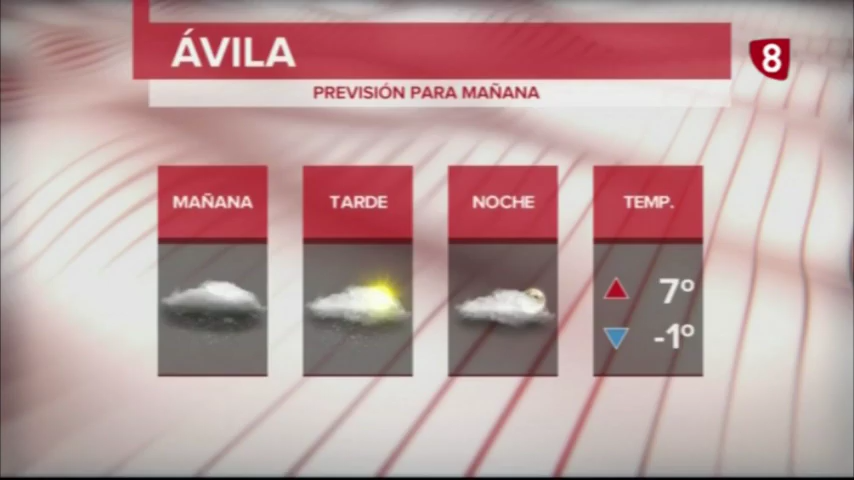 ÁVILA
8
PREVISIÓN PARA MAÑANA
MAÑANA
TARDE
NOCHE
TEMP.
7º
-1º